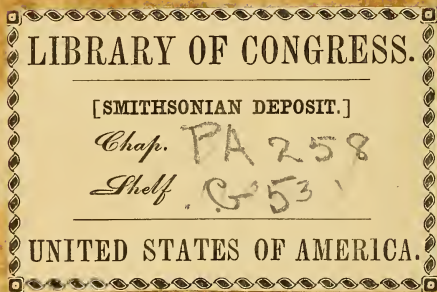 LIBRARY OF CONGRESS.
[SMITHSONIAN DEPOSIT.]
Chap. PA 258
Shelf .G53
UNITED STATES OF AMERICA.